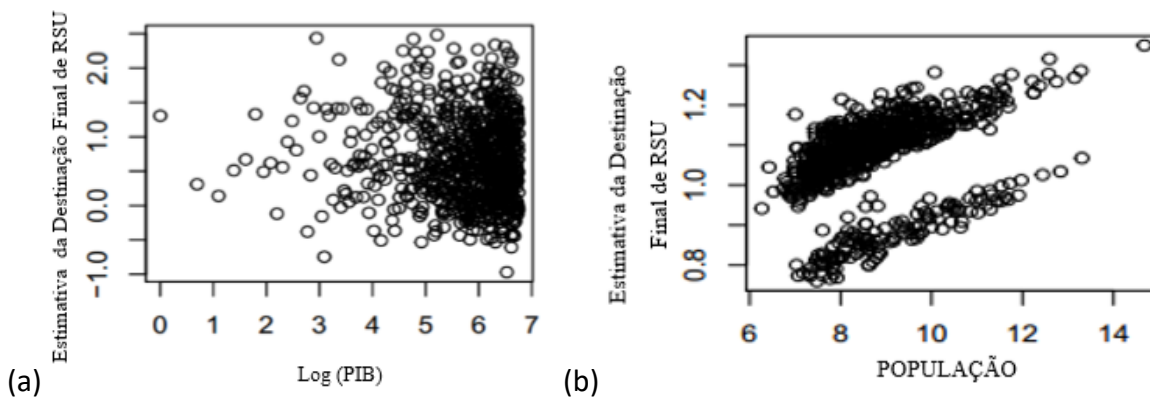 Estimativa da Destinação Final de RSU
2.0
1.0
0.0
−1.0
0 1 2 3 4 5 6 7
Log (PIB)
(a)
Estimativa da Destinação
Final de RSU
1.2
1.0
0.8
6 8 10 12 14
POPULAÇÃO
(b)